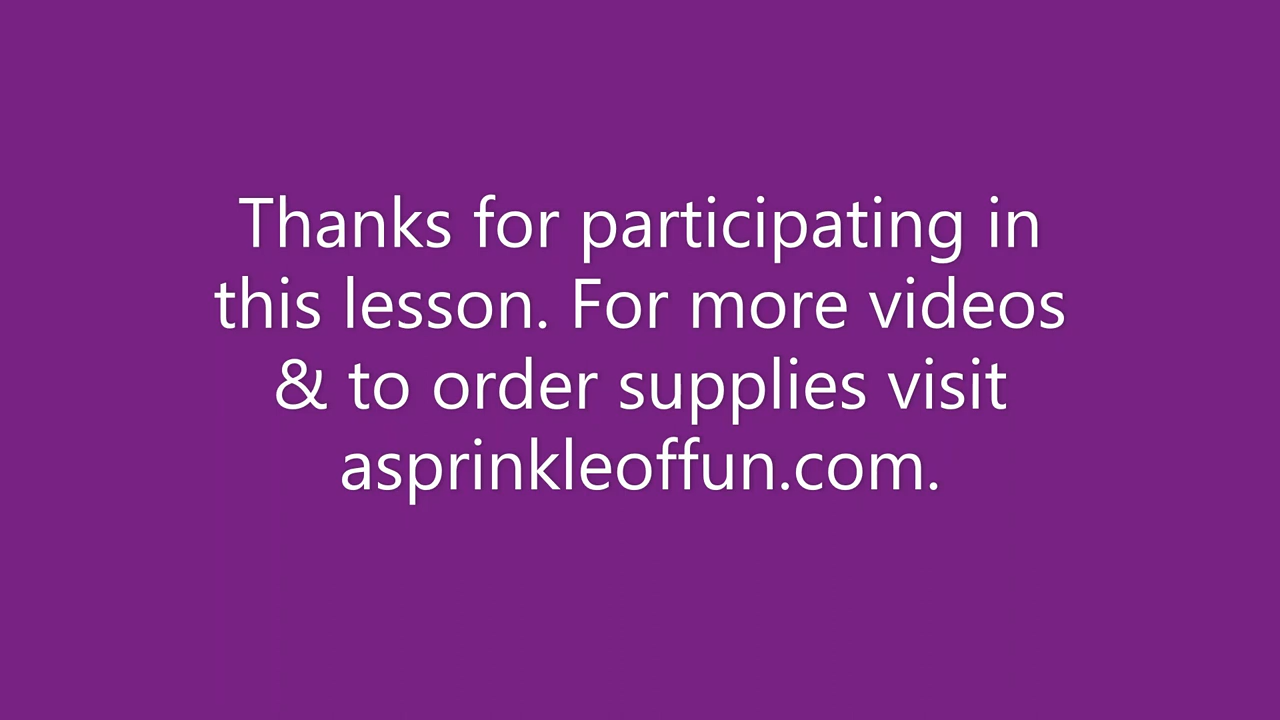 Thanks for participating in
this lesson. For more videos
& to order supplies visit
asprinkleoffun.com.